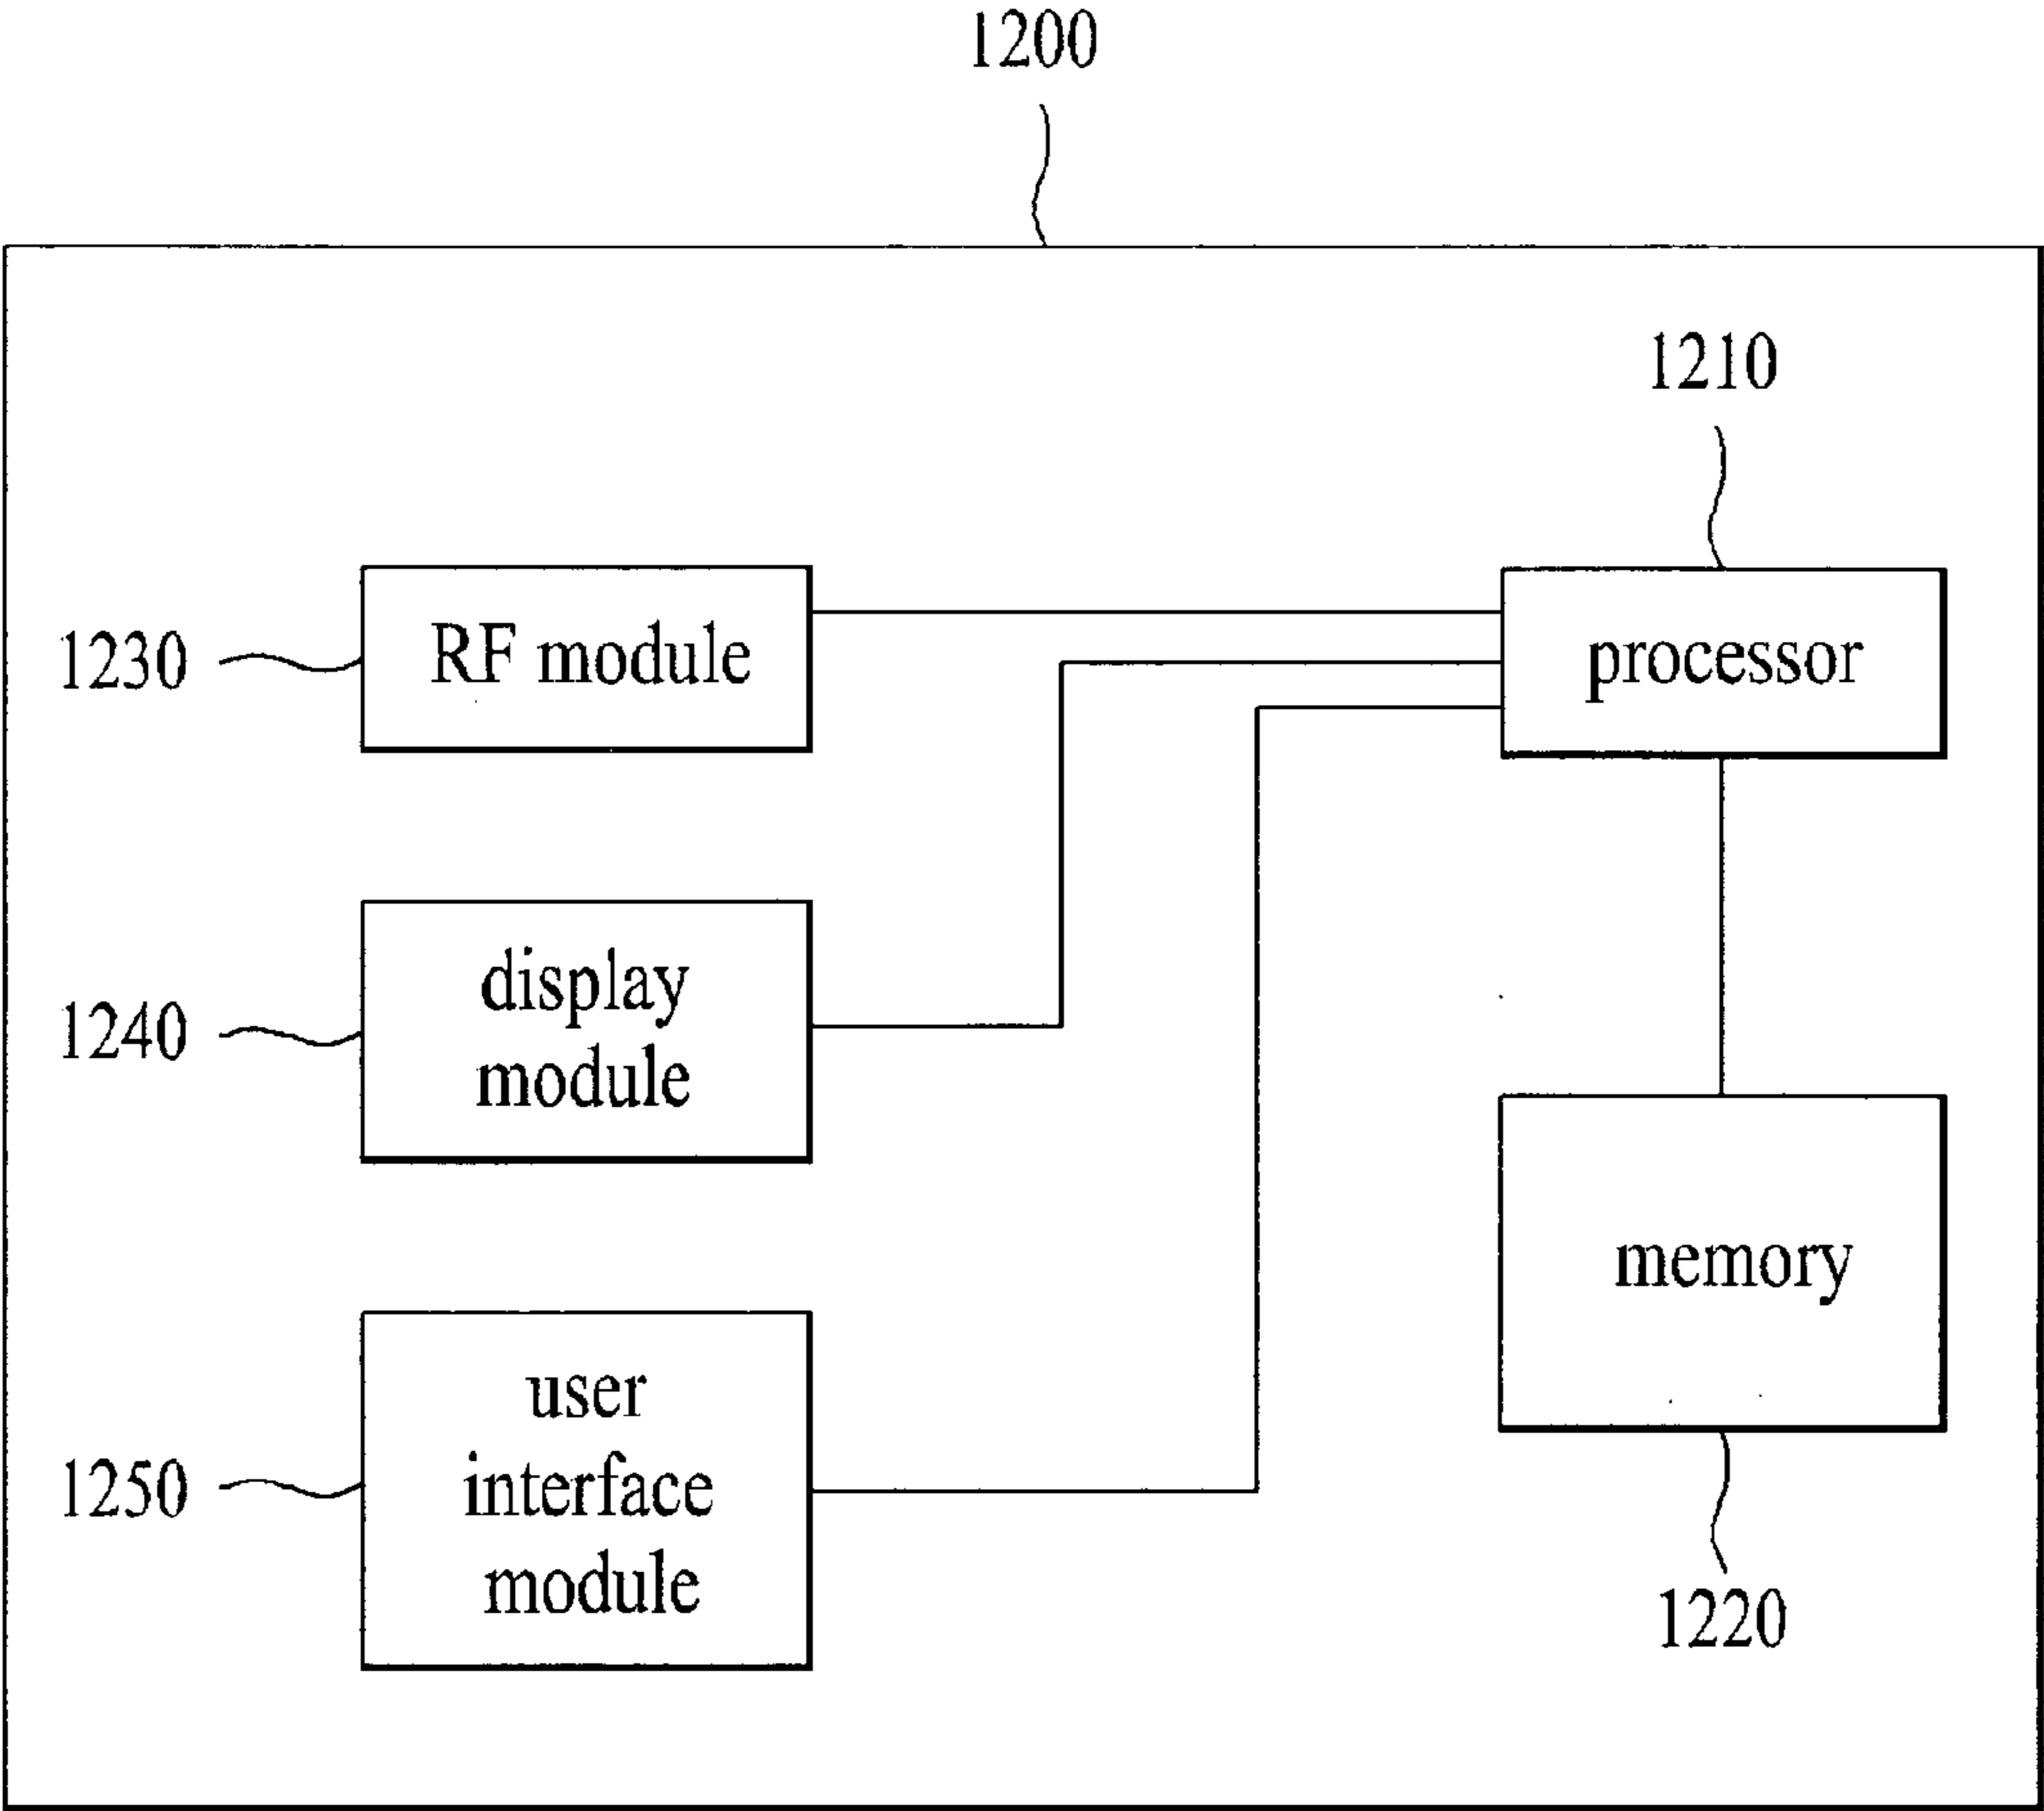 1200
1210
1230
RF module
processor
1240
display
module
memory
1250
user
interface
module
1220